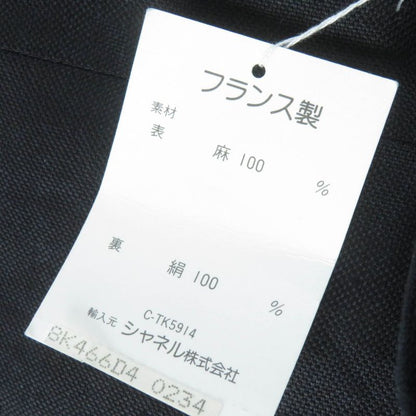 フランス製
素材
表 麻 100 %
裏 絹 100 %
C-TK5914
輸入元 シャネル株式会社
8K466D4 0234